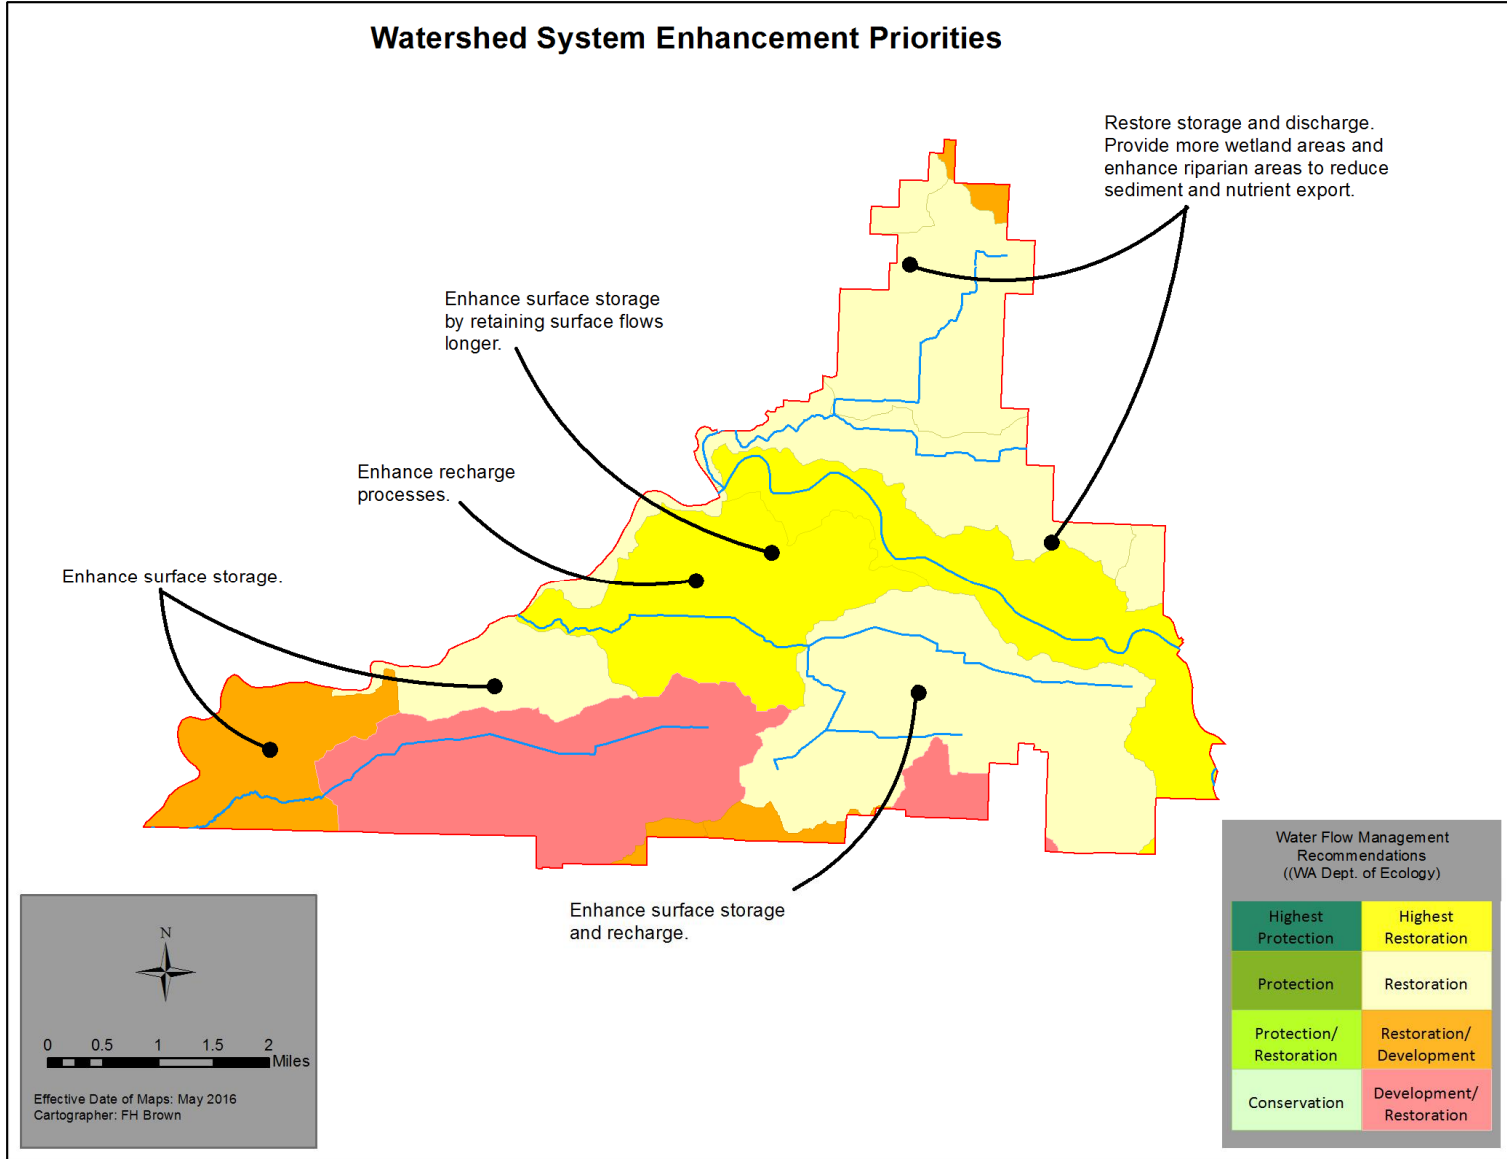 Watershed System Enhancement Priorities
Restore storage and discharge.
Provide more wetland areas and
enhance riparian areas to reduce
sediment and nutrient export.
Enhance surface storage
by retaining surface flows
longer.
Enhance recharge
processes.
Enhance surface storage.
Enhance surface storage
and recharge.
N
0 0.5 1 1.5 2
Miles
Effective Date of Maps: May 2016
Cartographer: FH Brown
Water Flow Management
Recommendations
((WA Dept. of Ecology)
Highest
Protection
Highest
Restoration
Protection
Restoration
Protection/
Restoration
Restoration/
Development
Conservation
Development/
Restoration